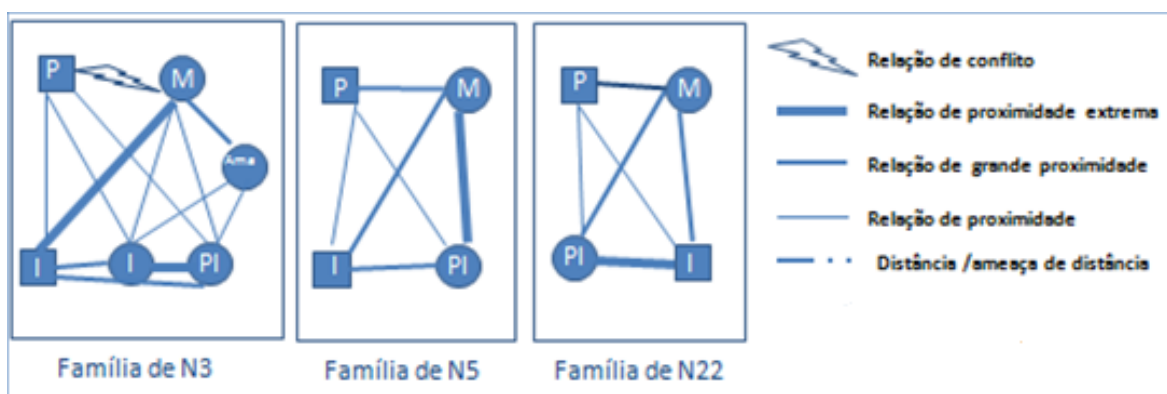 P
M
Ama
I
I
PI
Família de N3
P
M
I
PI
Família de N5
P
M
PI
I
Família de N22
Relação de conflito
Relação de proximidade extrema
Relação de grande proximidade
Relação de proximidade
Distância /ameaça de distância